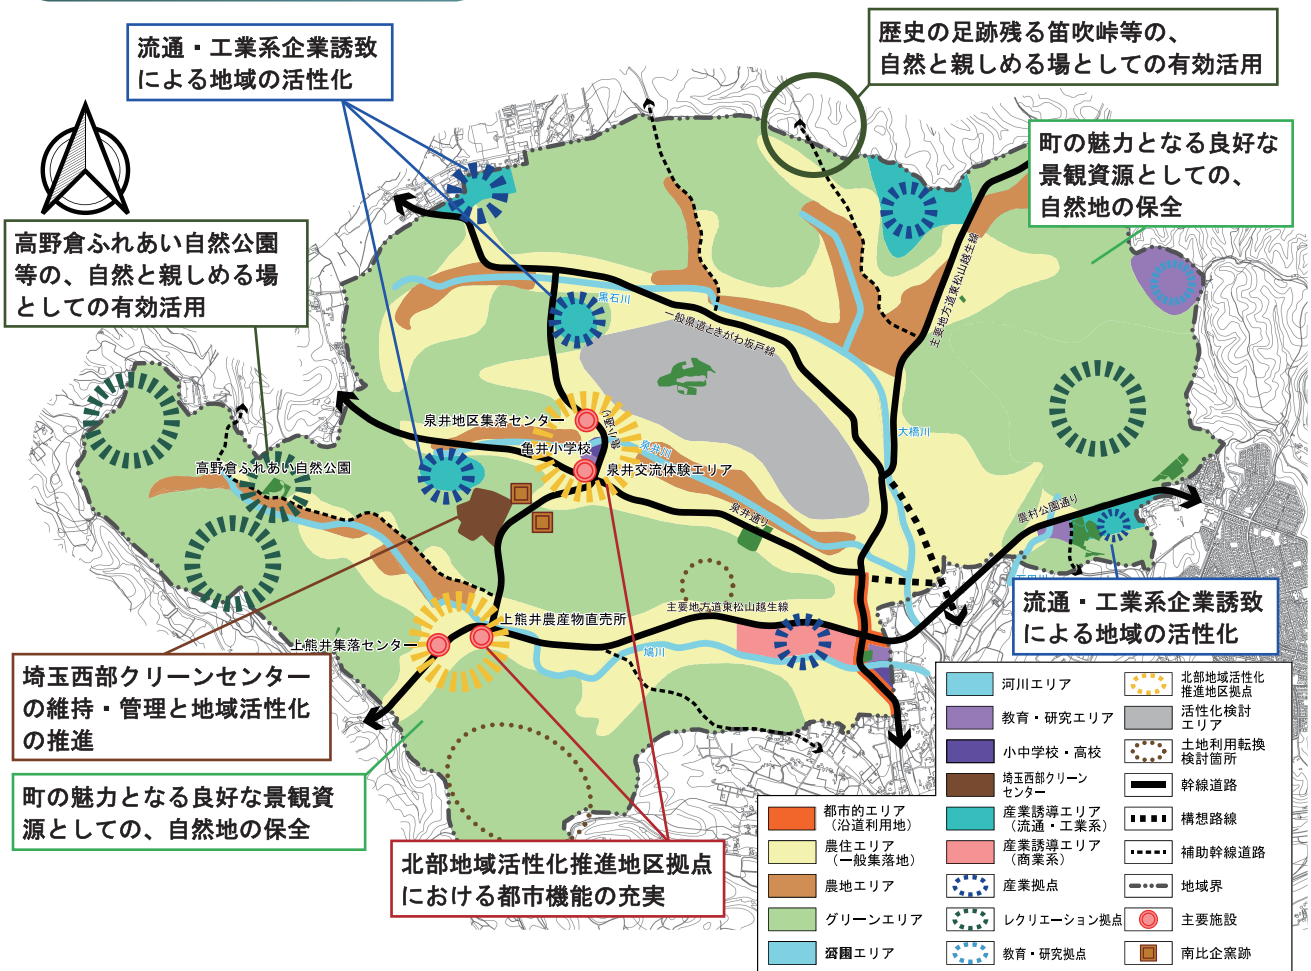 流通・工業系企業誘致
による地域の活性化
歴史の足跡残る笛吹峠等の、
自然と親しめる場としての有効活用
町の魅力となる良好な
景観資源としての、
自然地の保全
高野倉ふれあい自然公園
等の、自然と親しめる場
としての有効活用
黒石川
一般県道ときがわ坂戸線
主要地方道東松山越生線
泉井地区集落センター
亀井小学校
泉井川
泉井交流体験エリア
大橋川
高野倉ふれあい自然公園
泉井通り
農村公園通り
主要地方道東松山越生線
上熊井農産物直売所
上熊井集落センター
鳩川
流通・工業系企業誘致
による地域の活性化
埼玉西部クリーンセンター
の維持・管理と地域活性化
の推進
町の魅力となる良好な景観資
源としての、自然地の保全
北部地域活性化推進地区拠点
における都市機能の充実
都市的エリア
（沿道利用地）
農住エリア
（一般集落地）
農地エリア
グリーンエリア
エリア
河川エリア
教育・研究エリア
小中学校・高校
埼玉西部クリーン
センター
産業誘導エリア
（流通・工業系）
産業誘導エリア
（商業系）
産業拠点
レクリエーション拠点
教育・研究拠点
北部地域活性化
推進地区拠点
活性化検討
エリア
土地利用転換
検討箇所
幹線道路
構想路線
補助幹線道路
地域界
主要施設
南比企窯跡